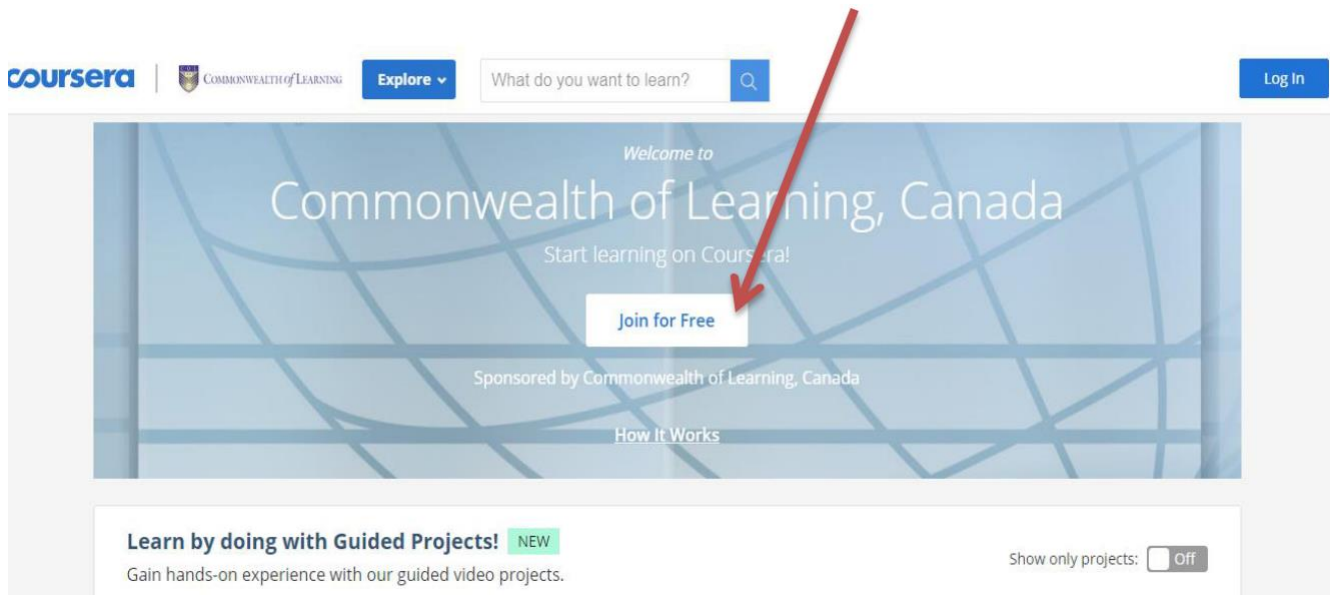 coursera
COMMONWEALTH of LEARNING
Explore
What do you want to learn?
Log In
Welcome to
Commonwealth of Learning, Canada
Start learning on Coursera!
Join for Free
Sponsored by Commonwealth of Learning, Canada
How It Works
Learn by doing with Guided Projects! NEW
Show only projects: Off
Gain hands-on experience with our guided video projects.